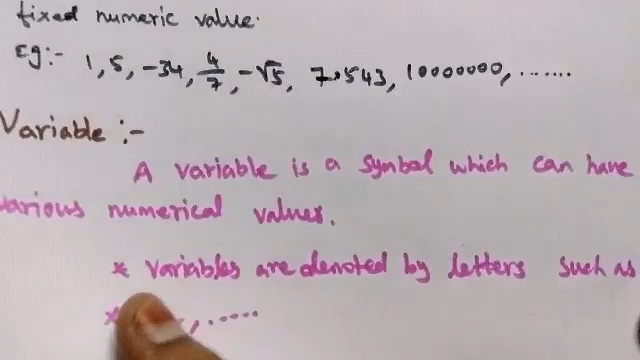 fixed numeric value.
Eg:- 1, 5, -34, 4/7, -√5, 7.543, 10000000, .......
Variable :-
A variable is a symbol which can have
various numerical values.
* Variables are denoted by letters such as
* , ......